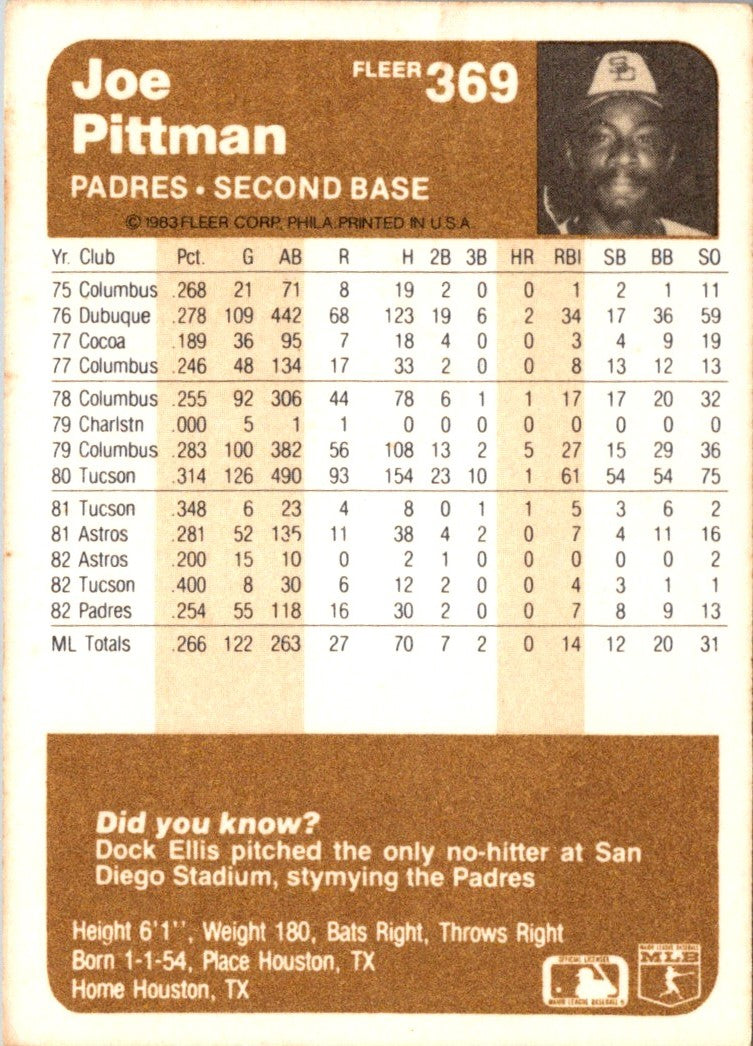 Joe
Pittman
FLEER 369
SD
PADRES • SECOND BASE
© 1983 FLEER CORP. PHILA. PRINTED IN U.S.A.
Yr. Club Pct. G AB R H 2B 3B HR RBI SB BB SO
75 Columbus .268 21 71 8 19 2 0 0 1 2 1 11
76 Dubuque .278 109 442 68 123 19 6 2 34 17 36 59
77 Cocoa .189 36 95 7 18 4 0 0 3 4 9 19
77 Columbus .246 48 134 17 33 2 0 0 8 13 12 13
78 Columbus .255 92 306 44 78 6 1 1 17 17 20 32
79 Charlstn .000 5 1 1 0 0 0 0 0 0 0 0
79 Columbus .283 100 382 56 108 13 2 5 27 15 29 36
80 Tucson .314 126 490 93 154 23 10 1 61 54 54 75
81 Tucson .348 6 23 4 8 0 1 1 5 3 6 2
81 Astros .281 52 135 11 38 4 2 0 7 4 11 16
82 Astros .200 15 10 0 2 1 0 0 0 0 0 2
82 Tucson .400 8 30 6 12 2 0 0 4 3 1 1
82 Padres .254 55 118 16 30 2 0 0 7 8 9 13
ML Totals .266 122 263 27 70 7 2 0 14 12 20 31
Did you know?
Dock Ellis pitched the only no-hitter at San
Diego Stadium, stymying the Padres
Height 6'1'', Weight 180, Bats Right, Throws Right
Born 1-1-54, Place Houston, TX
Home Houston, TX
OFFICIAL LICENSEE
MAJOR LEAGUE BASEBALL
MAJOR LEAGUE BASEBALL
MLB